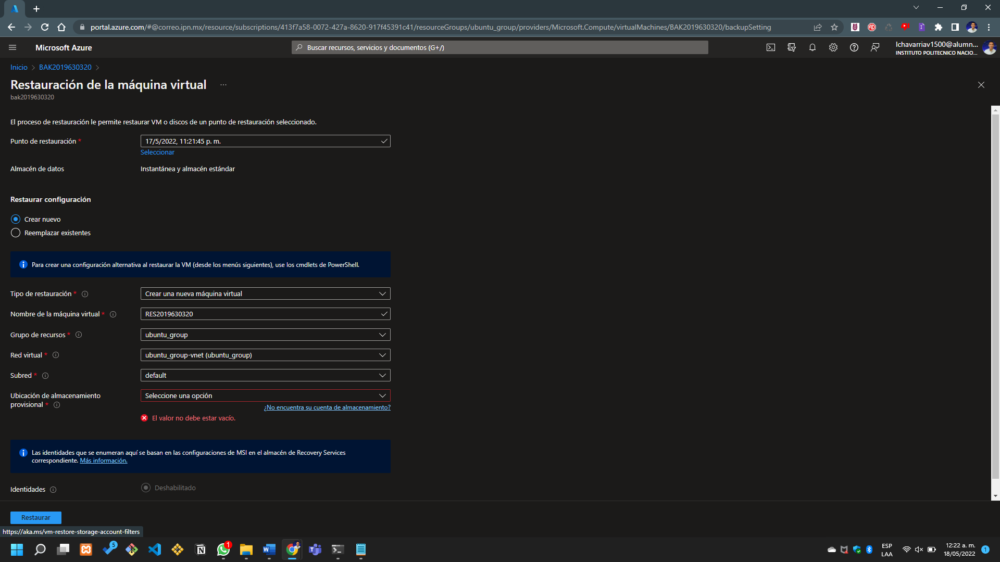 portal.azure.com/#@correo.ipn.mx/resource/subscriptions/413f7a58-0072-427a-8620-917f45391c41/resourceGroups/ubuntu_group/providers/Microsoft.Compute/virtualMachines/BAK2019630320/backupSetting
Microsoft Azure
Buscar recursos, servicios y documentos (G+/)
lchavarriav1500@alumn...
INSTITUTO POLITECNICO NACIO...
Inicio > BAK2019630320 >
Restauración de la máquina virtual ...
bak2019630320
El proceso de restauración le permite restaurar VM o discos de un punto de restauración seleccionado.
Punto de restauración * 17/5/2022, 11:21:45 p. m.
Seleccionar
Almacén de datos Instantánea y almacén estándar
Restaurar configuración
Crear nuevo
Reemplazar existentes
Para crear una configuración alternativa al restaurar la VM (desde los menús siguientes), use los cmdlets de PowerShell.
Tipo de restauración * Crear una nueva máquina virtual
Nombre de la máquina virtual * RES2019630320
Grupo de recursos * ubuntu_group
Red virtual * ubuntu_group-vnet (ubuntu_group)
Subred * default
Ubicación de almacenamiento
provisional *
Seleccione una opción
¿No encuentra su cuenta de almacenamiento?
El valor no debe estar vacío.
Las identidades que se enumeran aquí se basan en las configuraciones de MSI en el almacén de Recovery Services
correspondiente. Más información.
Identidades Deshabilitado
Restaurar
https://aka.ms/vm-restore-storage-account-filters
5
1
ESP
LAA
12:22 a. m.
18/05/2022
1